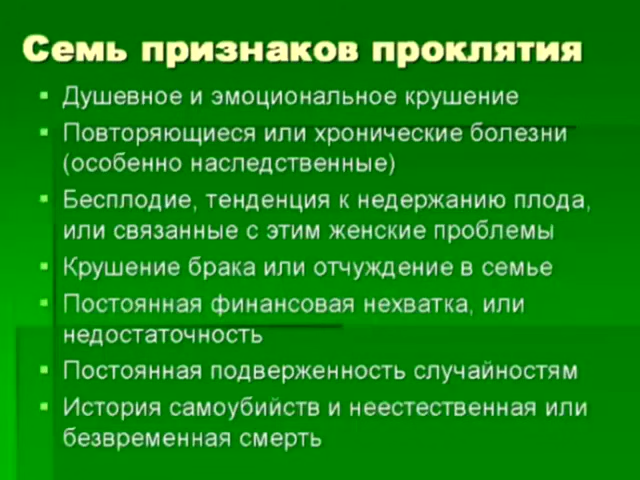 Семь признаков проклятия
Душевное и эмоциональное крушение
Повторяющиеся или хронические болезни
(особенно наследственные)
Бесплодие, тенденция к недержанию плода,
или связанные с этим женские проблемы
Крушение брака или отчуждение в семье
Постоянная финансовая нехватка, или
недостаточность
Постоянная подверженность случайностям
История самоубийств и неестественная или
безвременная смерть